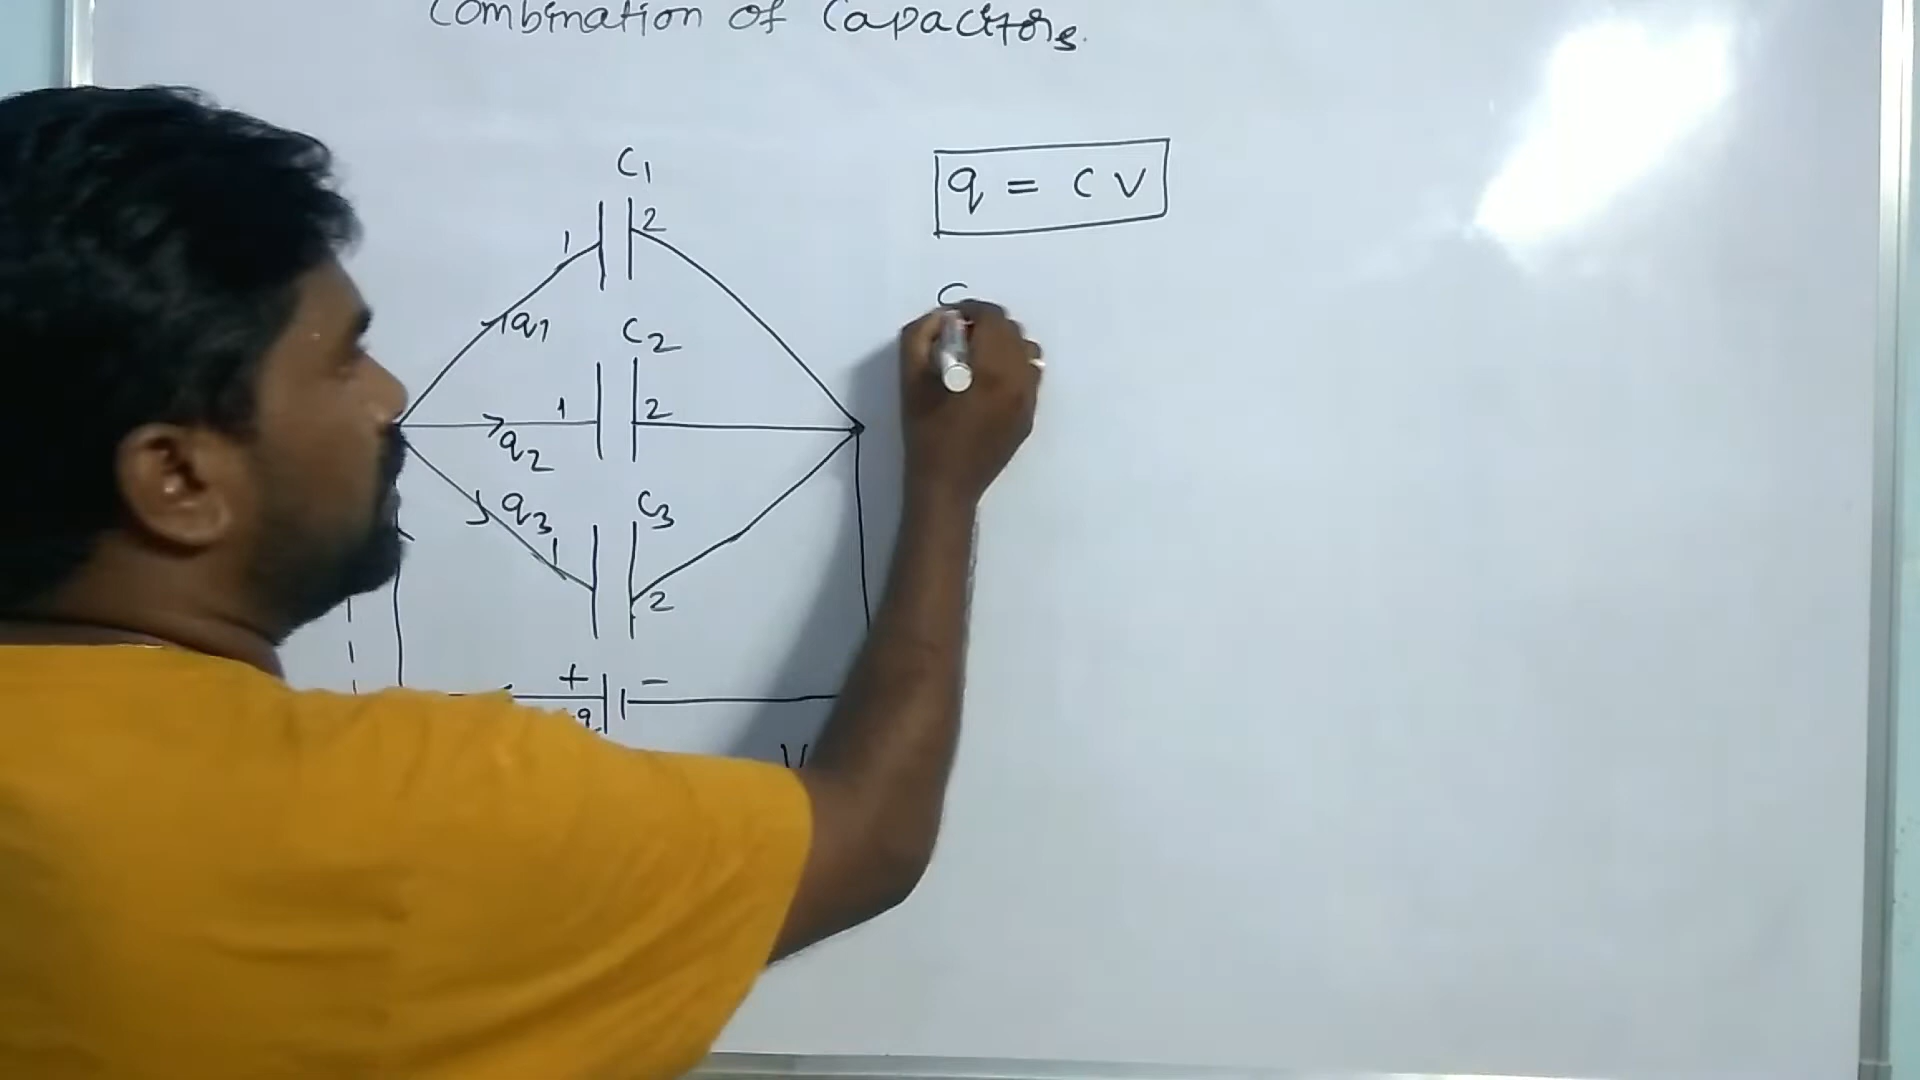 Combination of Capacitors.
C1
q = CV
1 2
q1
C2
1 2
q2
C3
q3
1
2
+ -
q
V
C